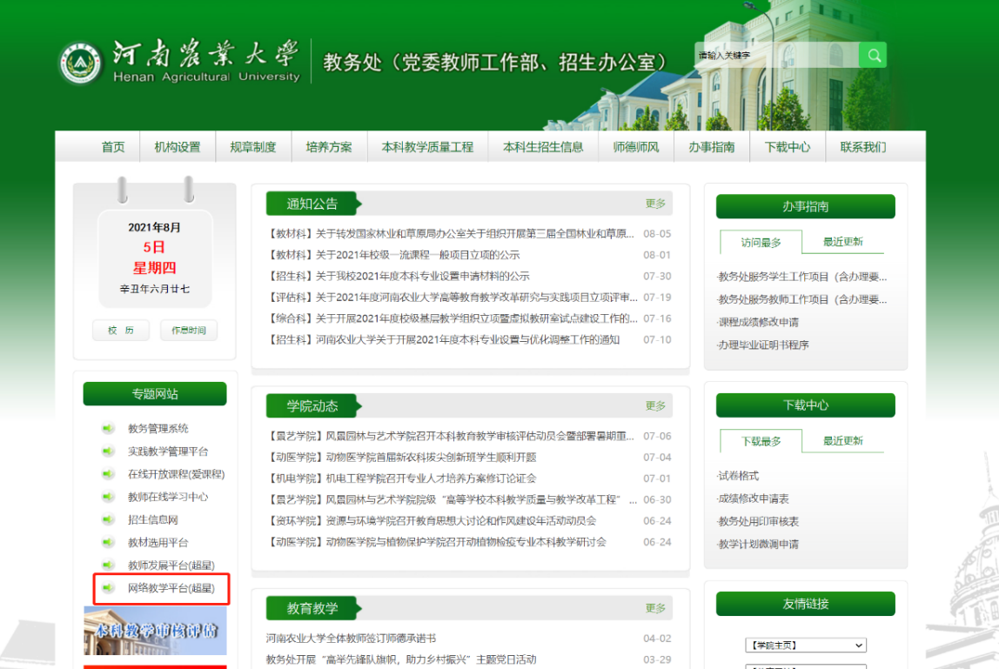 河南农业大学
Henan Agricultural University
教务处（党委教师工作部、招生办公室）
请输入关键字
首页 机构设置 规章制度 培养方案 本科教学质量工程 本科生招生信息 师德师风 办事指南 下载中心 联系我们
2021年8月
5日
星期四
辛丑年六月廿七
校 历 作息时间
专题网站
教务管理系统
实践教学管理平台
在线开放课程(爱课程)
教师在线学习中心
招生信息网
教材选用平台
教师发展平台(超星)
网络教学平台(超星)
本科教学审核评估
通知公告 更多
【教材科】关于转发国家林业和草原局办公室关于组织开展第三届全国林业和草原... 08-05
【教材科】关于2021年校级一流课程一般项目立项的公示 08-01
【招生科】关于我校2021年度本科专业设置申请材料的公示 07-30
【评估科】关于2021年度河南农业大学高等教育教学改革研究与实践项目立项评审... 07-19
【综合科】关于开展2021年度校级基层教学组织立项暨虚拟教研室试点建设工作的... 07-16
【招生科】河南农业大学关于开展2021年度本科专业设置与优化调整工作的通知 07-10
学院动态 更多
【景艺学院】风景园林与艺术学院召开本科教育教学审核评估动员会暨部署暑期重... 07-06
【动医学院】动物医学院首届新农科拔尖创新班学生顺利开题 07-04
【机电学院】机电工程学院召开专业人才培养方案修订论证会 07-01
【景艺学院】风景园林与艺术学院院级“高等学校本科教学质量与教学改革工程” ... 06-30
【资环学院】资源与环境学院召开教育思想大讨论和作风建设年活动动员会 06-24
【动医学院】动物医学院与植物保护学院召开动植物检疫专业本科教学研讨会 06-24
教育教学 更多
河南农业大学全体教师签订师德承诺书 04-02
教务处开展“高举先锋队旗帜，助力乡村振兴”主题党日活动 03-29
办事指南
访问最多 最近更新
·教务处服务学生工作项目（含办理要...
·教务处服务教师工作项目（含办理要...
·课程成绩修改申请
·办理毕业证明书程序
下载中心
下载最多 最近更新
·试卷格式
·成绩修改申请表
·教务处用印审核表
·教学计划微调申请
友情链接
【学院主页】